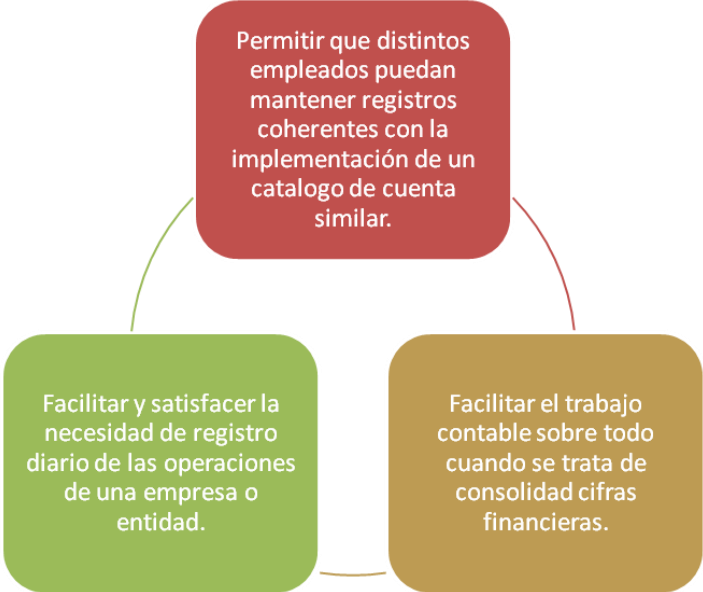 Permitir que distintos
empleados puedan
mantener registros
coherentes con la
implementación de un
catalogo de cuenta
similar.
Facilitar y satisfacer la
necesidad de registro
diario de las operaciones
de una empresa o
entidad.
Facilitar el trabajo
contable sobre todo
cuando se trata de
consolidad cifras
financieras.